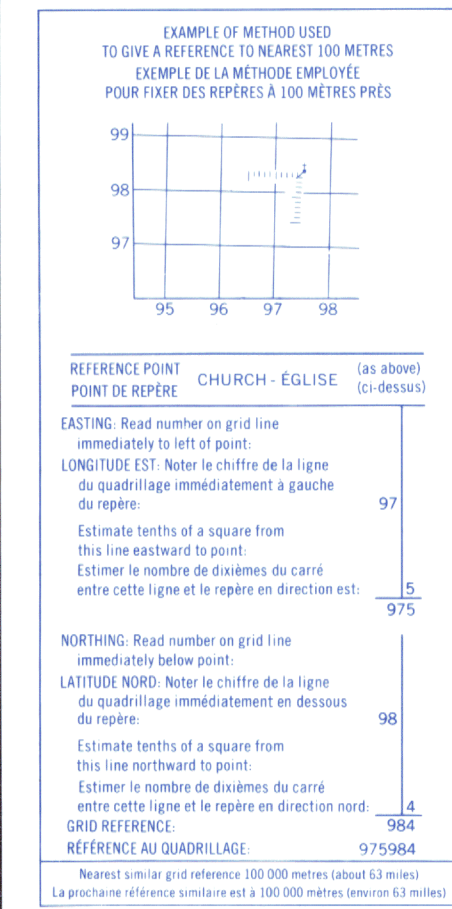 EXAMPLE OF METHOD USED
TO GIVE A REFERENCE TO NEAREST 100 METRES
EXEMPLE DE LA MÉTHODE EMPLOYÉE
POUR FIXER DES REPÈRES À 100 MÈTRES PRÈS
99
98
97
95 96 97 98
REFERENCE POINT
POINT DE REPÈRE
CHURCH - ÉGLISE
(as above)
(ci-dessus)
EASTING: Read number on grid line
immediately to left of point:
LONGITUDE EST: Noter le chiffre de la ligne
du quadrillage immédiatement à gauche
du repère: 97
Estimate tenths of a square from
this line eastward to point:
Estimer le nombre de dixièmes du carré
entre cette ligne et le repère en direction est: 5
975
NORTHING: Read number on grid line
immediately below point:
LATITUDE NORD: Noter le chiffre de la ligne
du quadrillage immédiatement en dessous
du repère: 98
Estimate tenths of a square from
this line northward to point:
Estimer le nombre de dixièmes du carré
entre cette ligne et le repère en direction nord: 4
GRID REFERENCE: 984
RÉFÉRENCE AU QUADRILLAGE: 975984
Nearest similar grid reference 100 000 metres (about 63 miles)
La prochaine référence similaire est à 100 000 mètres (environ 63 milles)